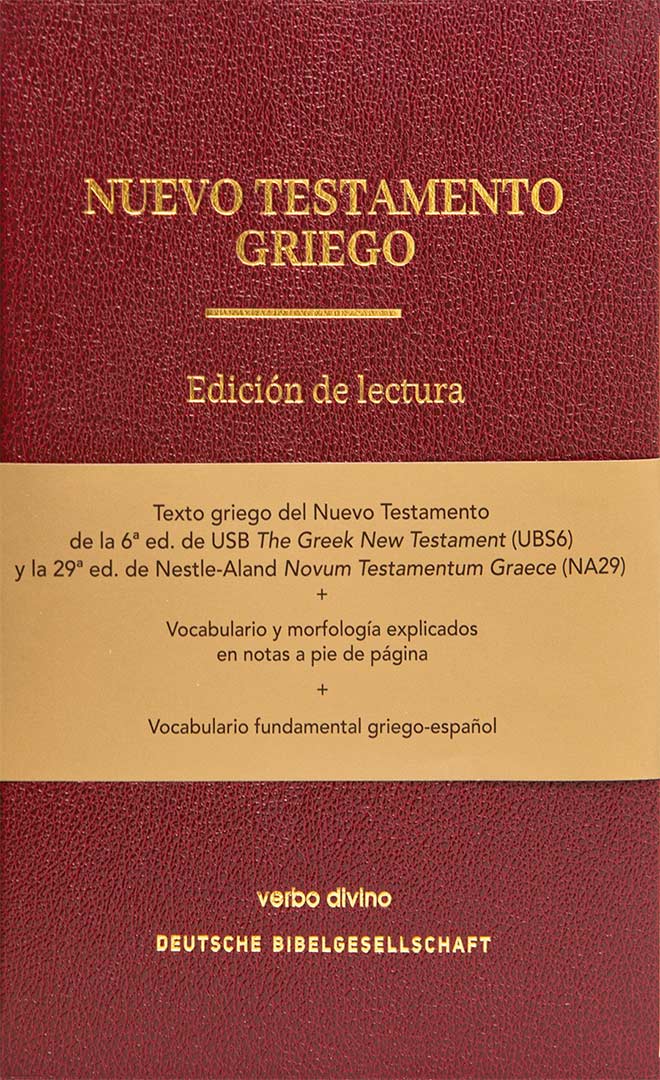 NUEVO TESTAMENTO
GRIEGO
Edición de lectura
Texto griego del Nuevo Testamento
de la 6ª ed. de USB The Greek New Testament (UBS6)
y la 29ª ed. de Nestle-Aland Novum Testamentum Graece (NA29)
+
Vocabulario y morfología explicados
en notas a pie de página
+
Vocabulario fundamental griego-español
verbo divino
DEUTSCHE BIBELGESELLSCHAFT